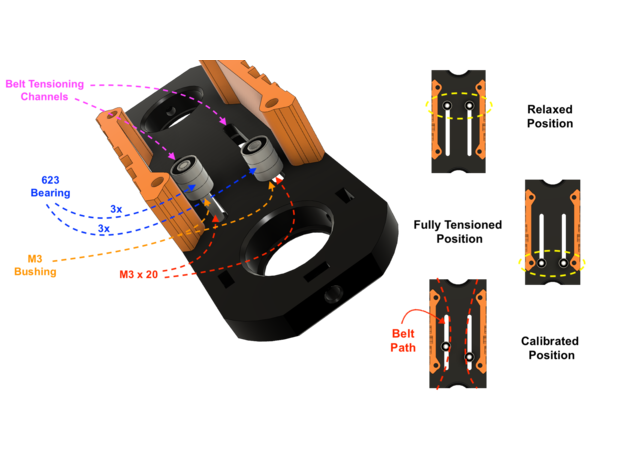 Belt Tensioning
Channels
623
Bearing
3x
3x
M3
Bushing
M3 x 20
Relaxed
Position
Fully Tensioned
Position
Belt
Path
Calibrated
Position